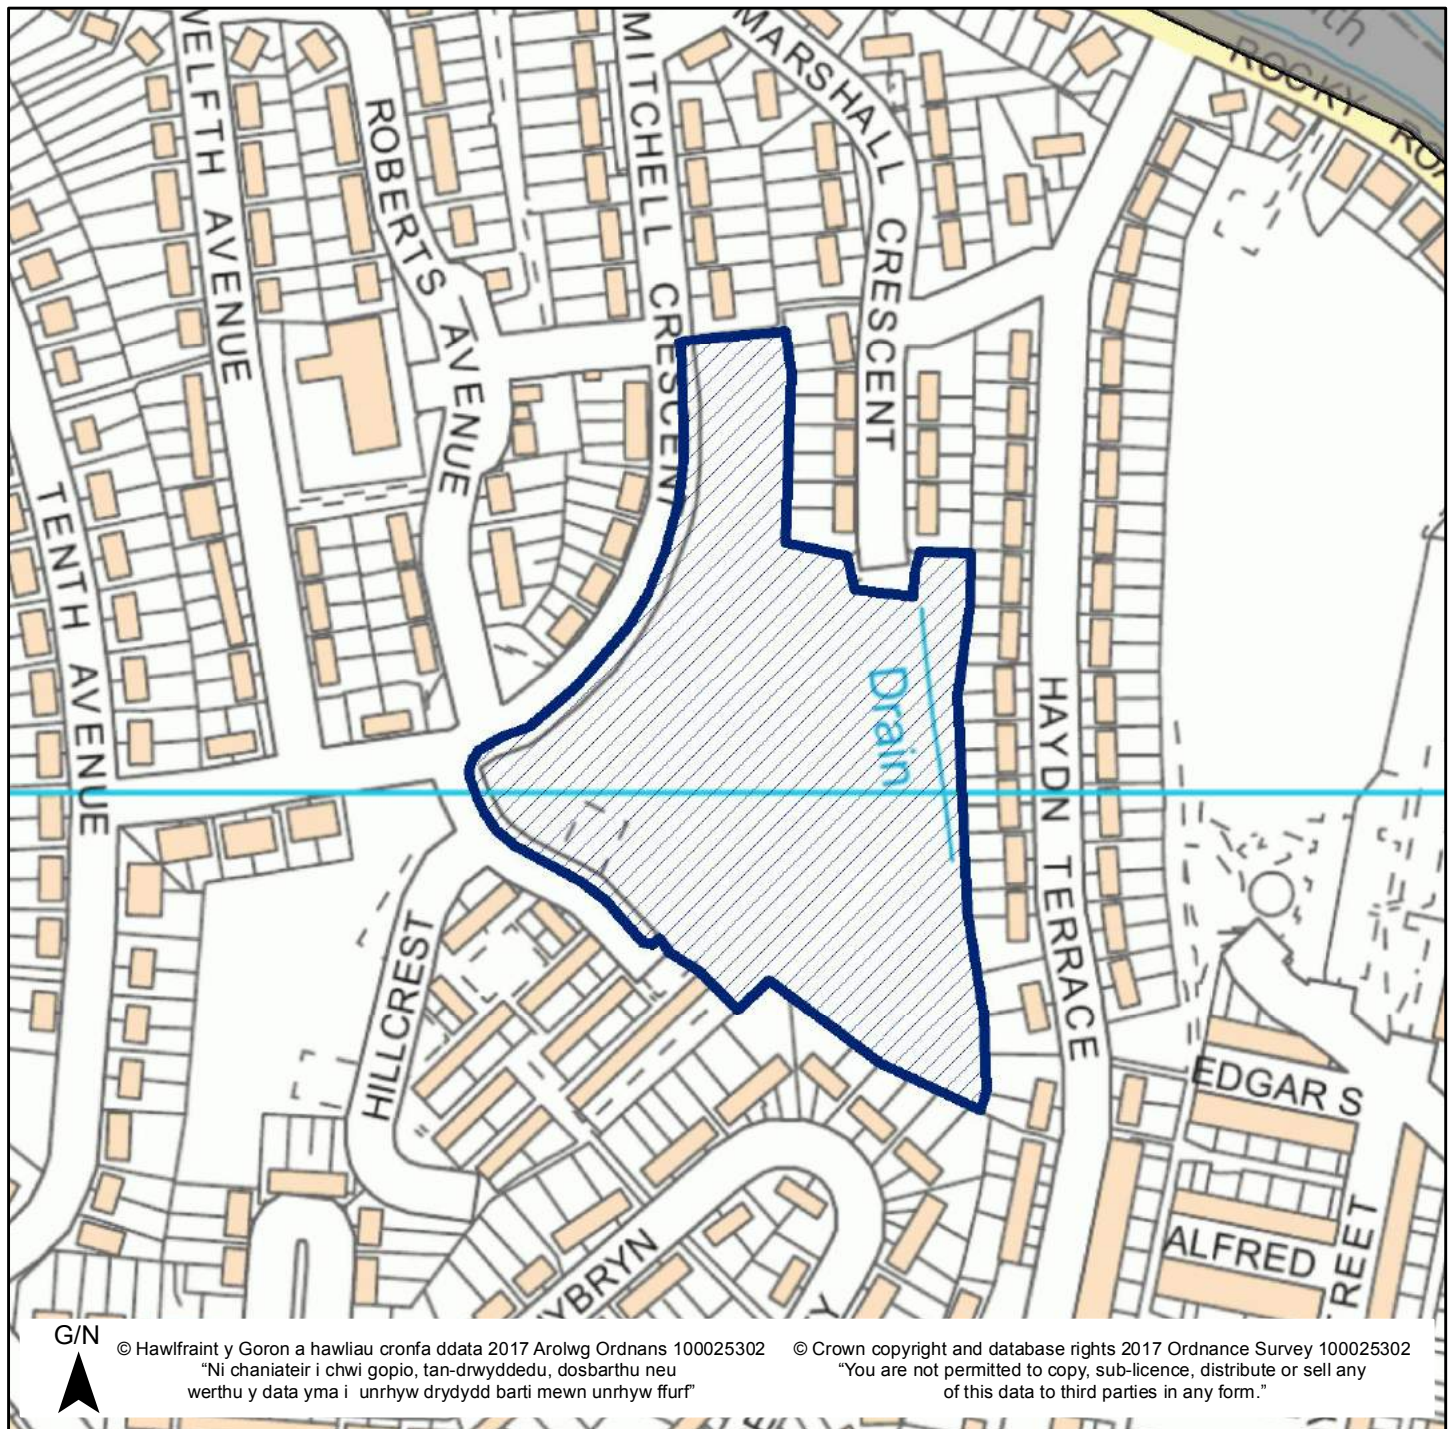 MITCHELL CRESCENT
MARSHALL CRESCENT
ROCKY
ROBERTS AVENUE
AVENUE
TENTH AVENUE
Drain
HAYDN TERRACE
HILLCREST
EDGAR S
ALFRED
G/N
© Hawlfraint y Goron a hawliau cronfa ddata 2017 Arolwg Ordnans 100025302
“Ni chaniateir i chwi gopio, tan-drwyddedu, dosbarthu neu
werthu y data yma i unrhyw drydydd barti mewn unrhyw ffurf”
© Crown copyright and database rights 2017 Ordnance Survey 100025302
“You are not permitted to copy, sub-licence, distribute or sell any
of this data to third parties in any form.”